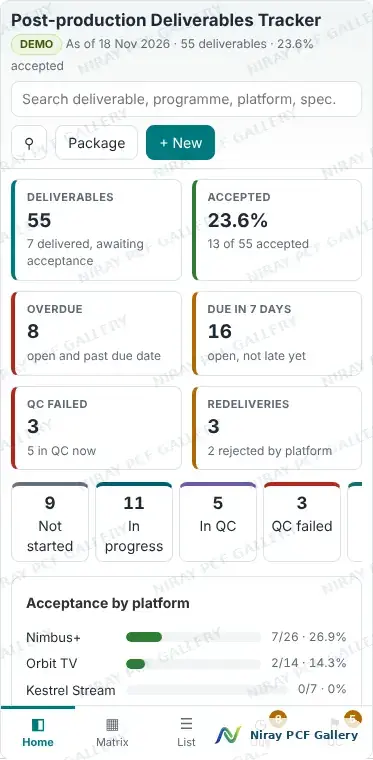 Post-production Deliverables Tracker
DEMO As of 18 Nov 2026 · 55 deliverables · 23.6%
accepted
Search deliverable, programme, platform, spec.
Package
+ New
DELIVERABLES
55
7 delivered, awaiting
acceptance
ACCEPTED
23.6%
13 of 55 accepted
OVERDUE
8
open and past due date
DUE IN 7 DAYS
16
open, not late yet
QC FAILED
3
5 in QC now
REDELIVERIES
3
2 rejected by platform
9
Not
started
11
In
progress
5
In QC
3
QC failed
Acceptance by platform
Nimbus+ 7/26 · 26.9%
Orbit TV 2/14 · 14.3%
Kestrel Stream 0/7 · 0%
Home
Matrix
List
Niray PCF Gallery
NIRAY PCF GALLERY